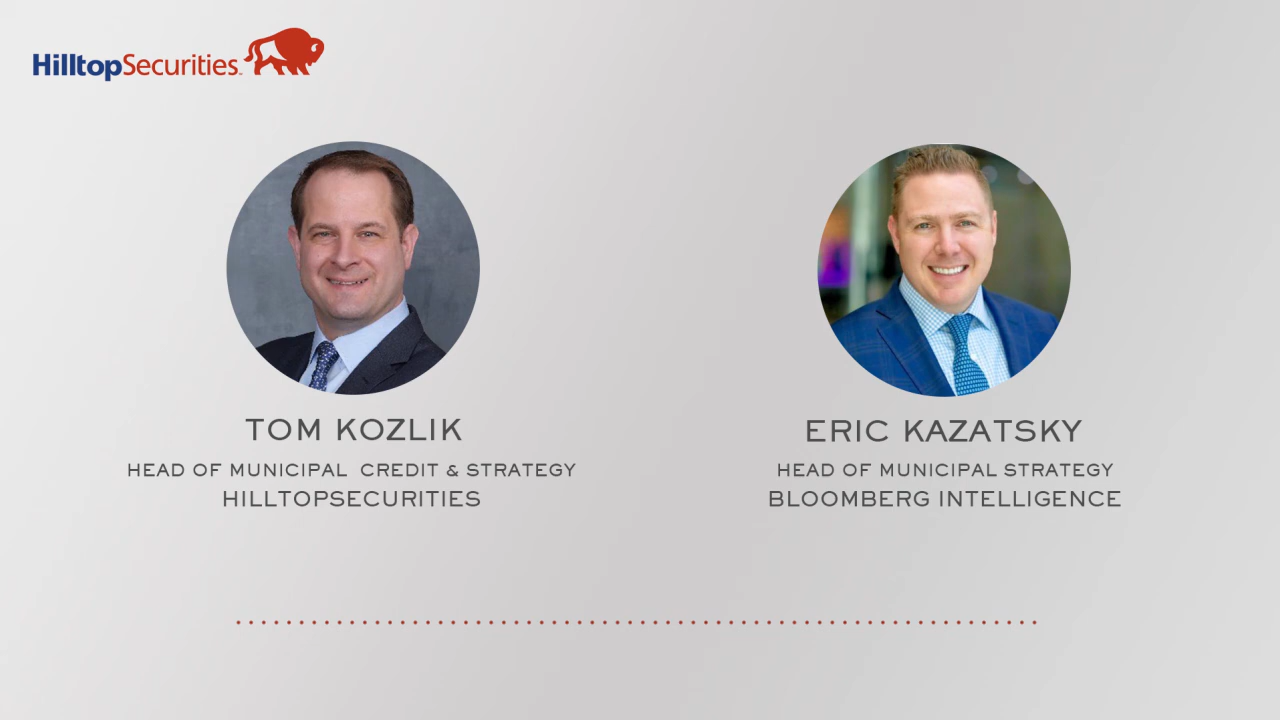 HilltopSecurities
TOM KOZLIK
HEAD OF MUNICIPAL CREDIT & STRATEGY
HILLTOPSECURITIES
ERIC KAZATSKY
HEAD OF MUNICIPAL STRATEGY
BLOOMBERG INTELLIGENCE